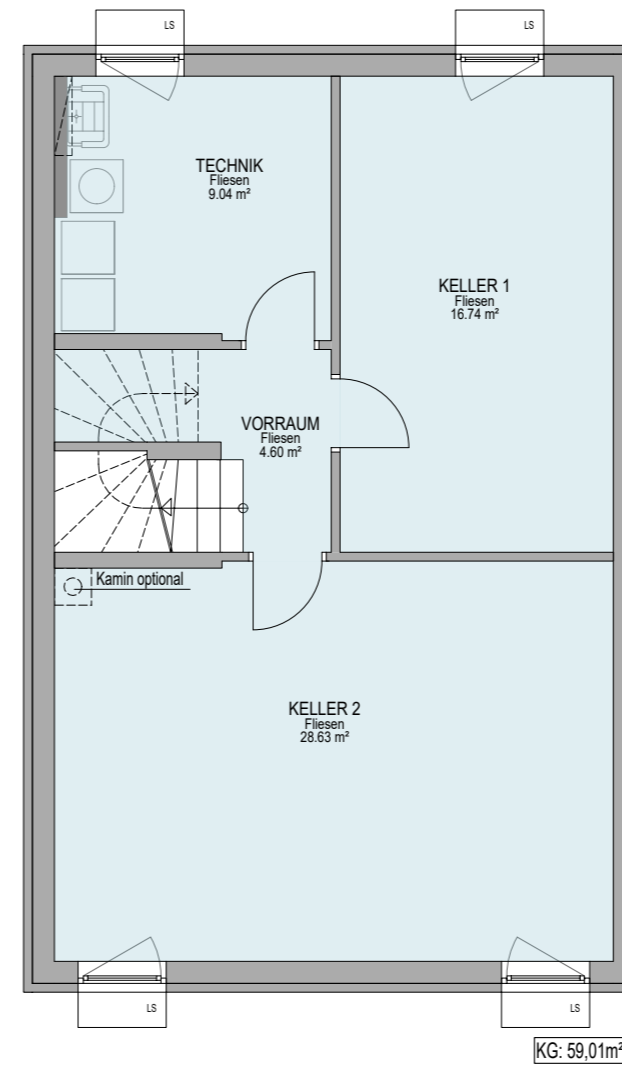 LS
LS
TECHNIK
Fliesen
9.04 m²
KELLER 1
Fliesen
16.74 m²
VORRAUM
Fliesen
4.60 m²
Kamin optional
KELLER 2
Fliesen
28.63 m²
LS
LS
KG: 59,01m²